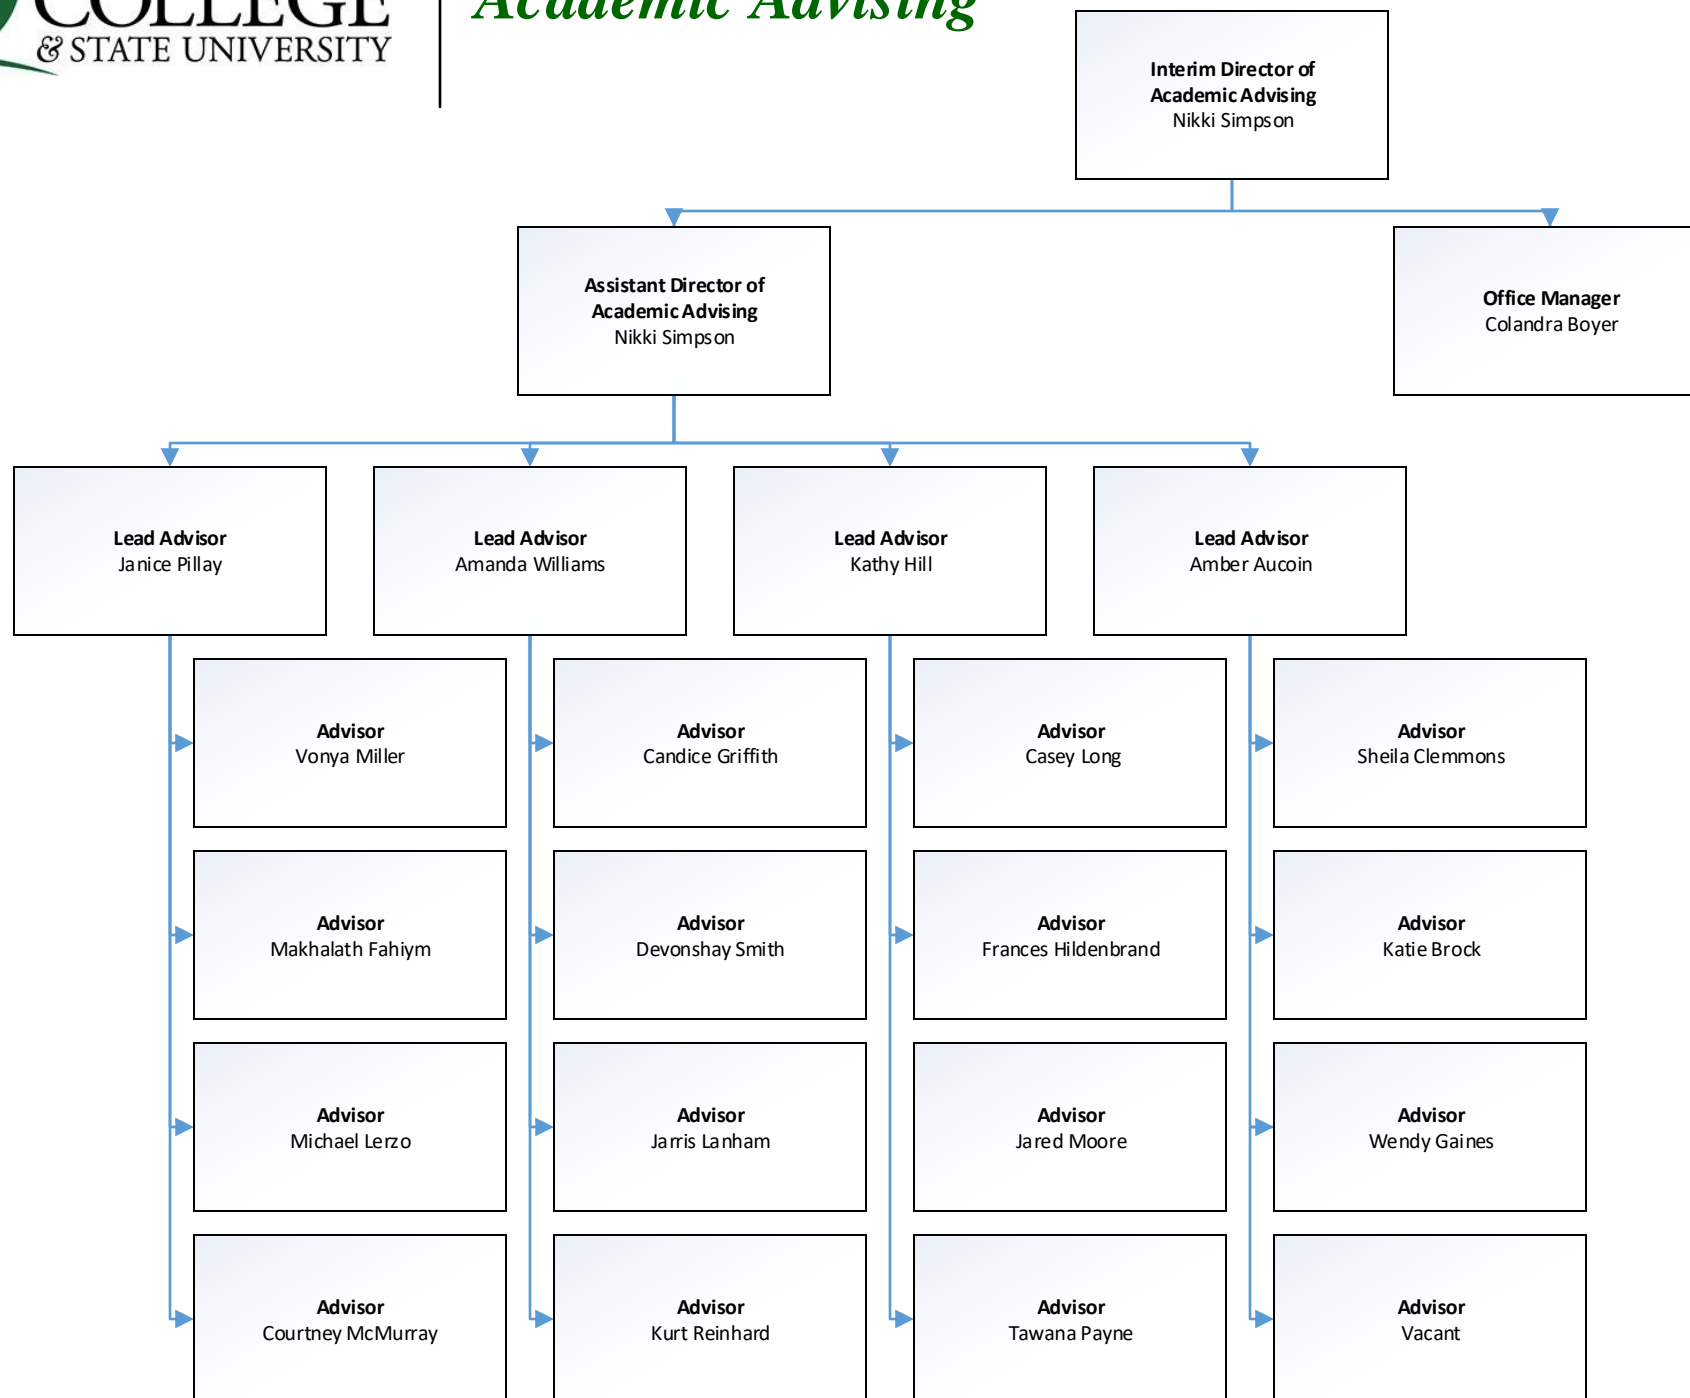 COLLEGE
& STATE UNIVERSITY
Academic Advising
Interim Director of
Academic Advising
Nikki Simpson
Assistant Director of
Academic Advising
Nikki Simpson
Office Manager
Colandra Boyer
Lead Advisor
Janice Pillay
Lead Advisor
Amanda Williams
Lead Advisor
Kathy Hill
Lead Advisor
Amber Aucoin
Advisor
Vonya Miller
Advisor
Candice Griffith
Advisor
Casey Long
Advisor
Sheila Clemmons
Advisor
Makhalath Fahiym
Advisor
Devonshay Smith
Advisor
Frances Hildenbrand
Advisor
Katie Brock
Advisor
Michael Lerzo
Advisor
Jarris Lanham
Advisor
Jared Moore
Advisor
Wendy Gaines
Advisor
Courtney McMurray
Advisor
Kurt Reinhard
Advisor
Tawana Payne
Advisor
Vacant